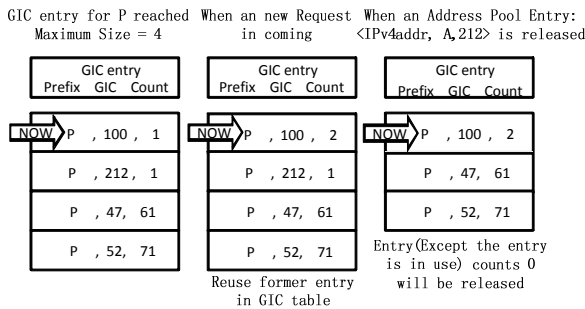 GIC entry for P reached
Maximum Size = 4
GIC entry
Prefix GIC Count
NOW P , 100 , 1
P , 212 , 1
P , 47, 61
P , 52, 71
When an new Request
in coming
GIC entry
Prefix GIC Count
NOW P , 100 , 2
P , 212 , 1
P , 47, 61
P , 52, 71
Reuse former entry
in GIC table
When an Address Pool Entry:
<IPv4addr, A,212> is released
GIC entry
Prefix GIC Count
NOW P , 100 , 2
P , 47, 61
P , 52, 71
Entry(Except the entry
is in use) counts 0
will be released